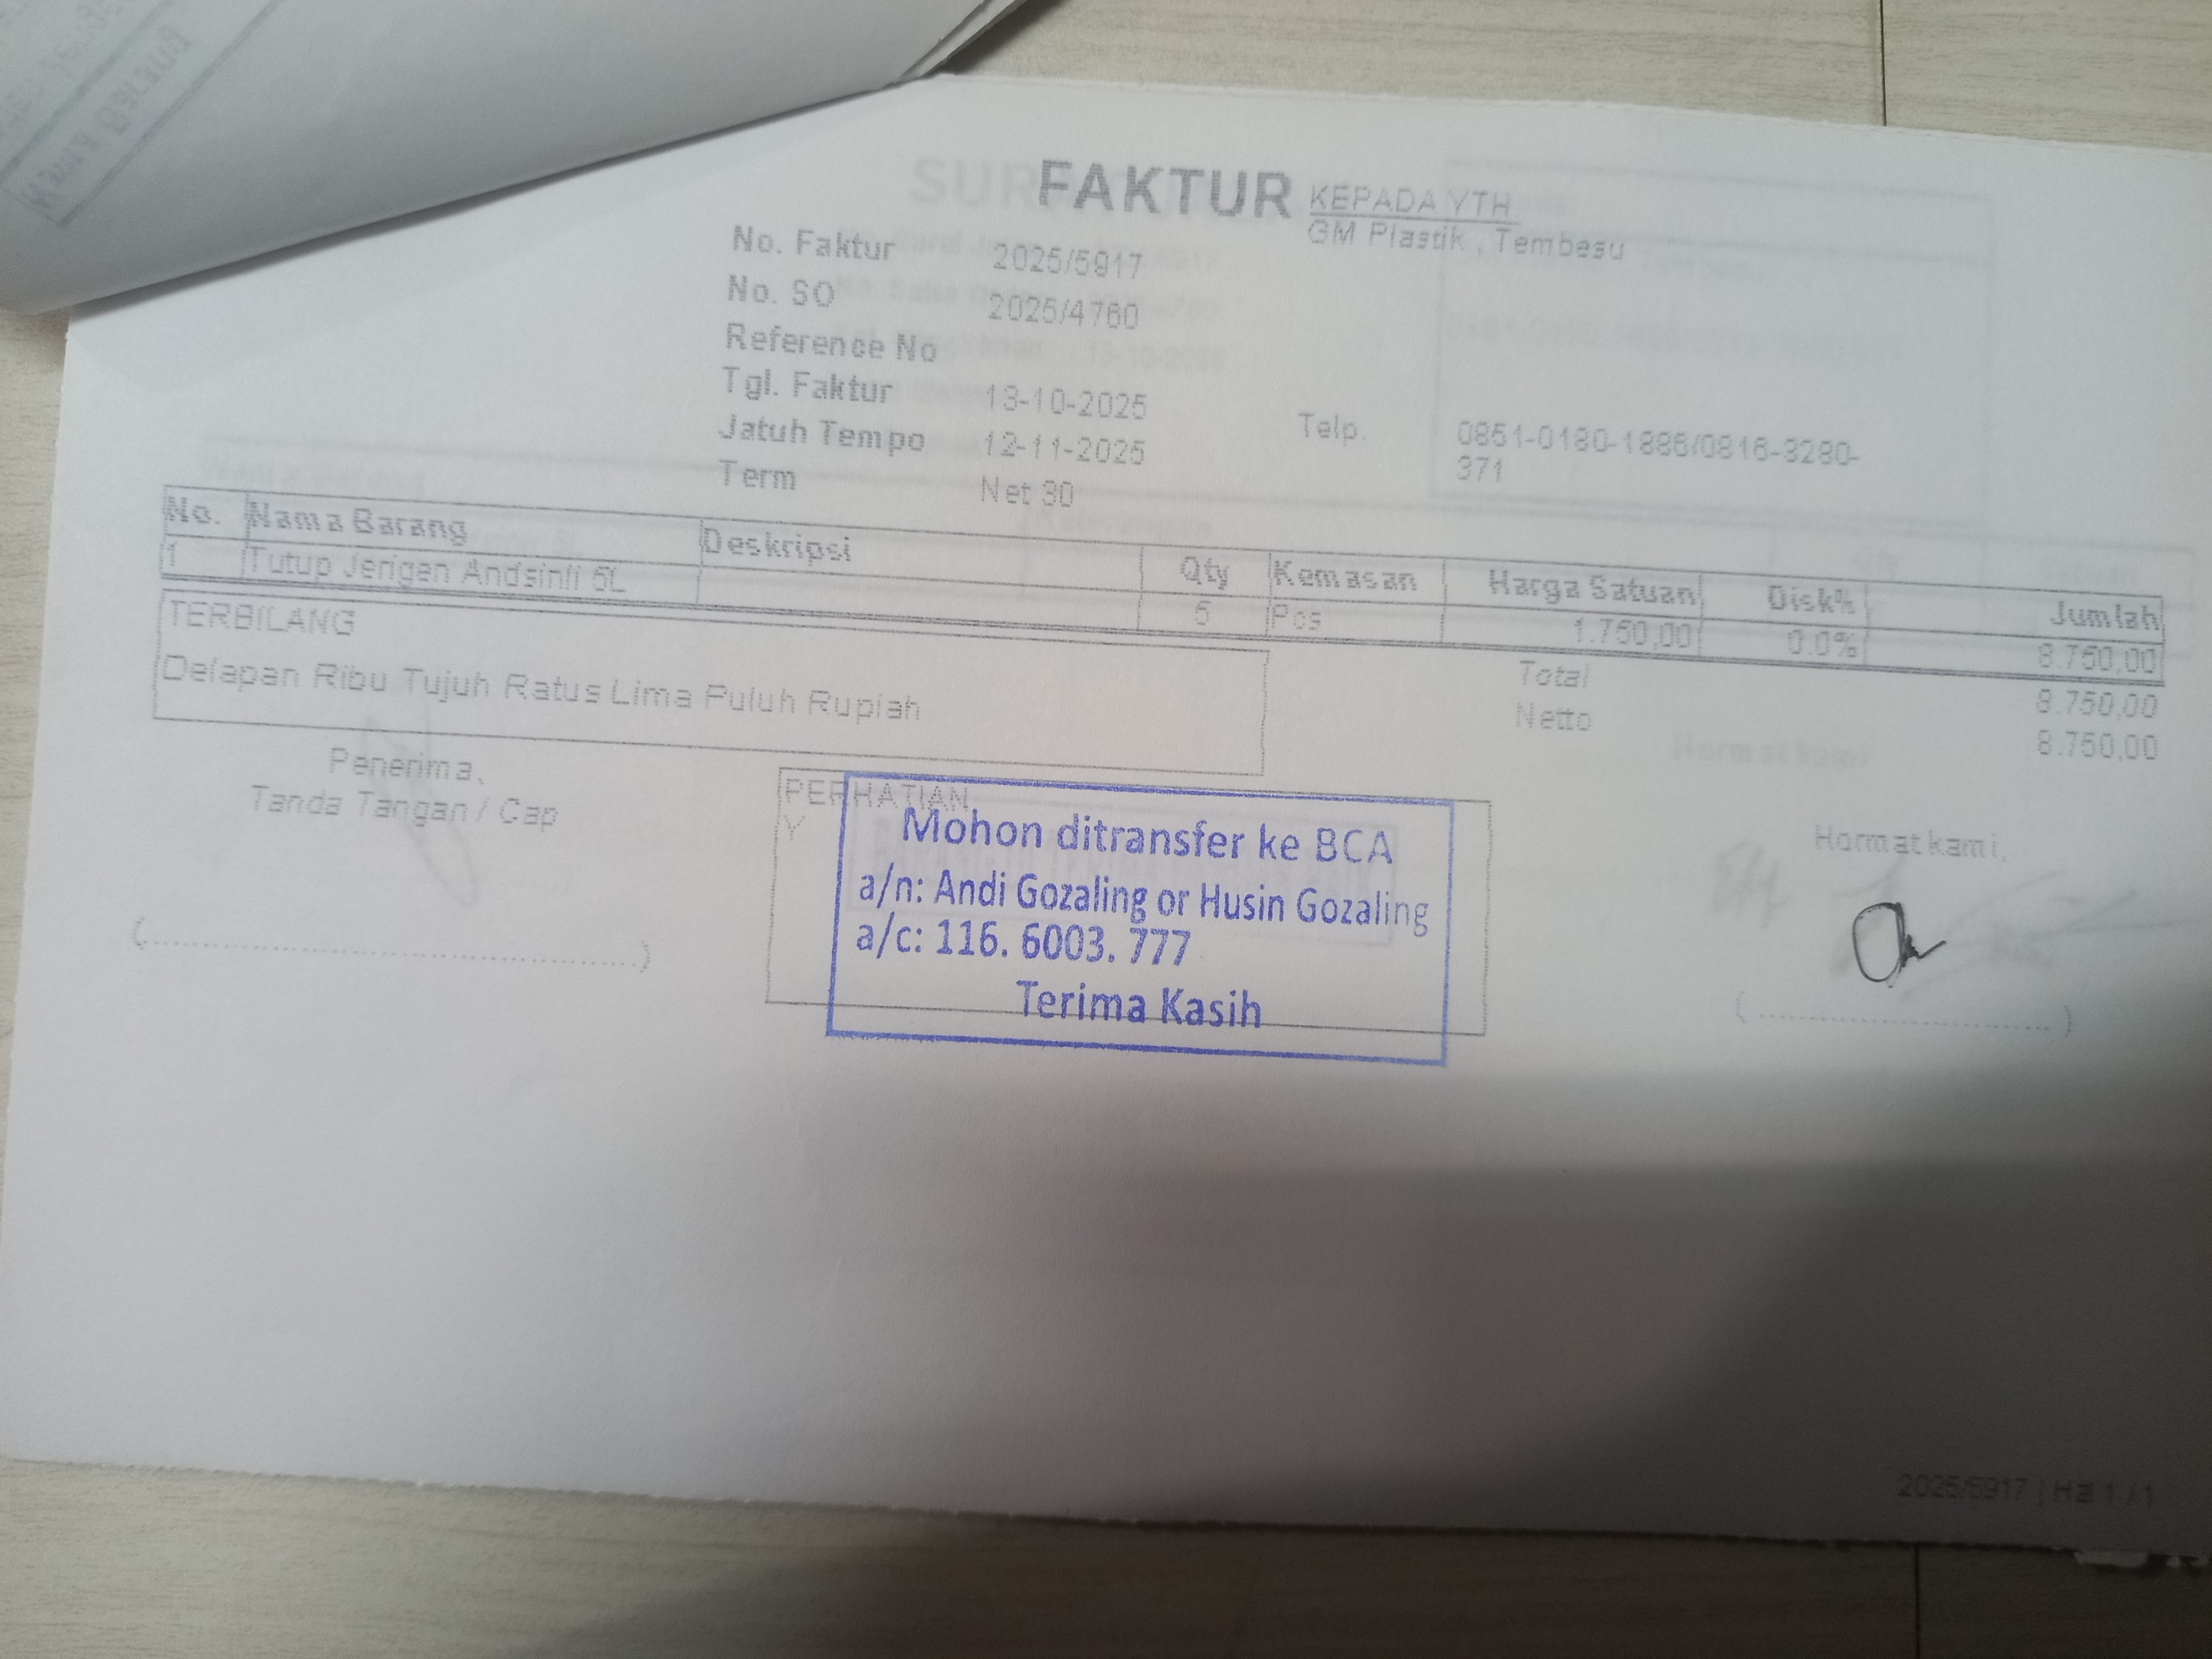 FAKTUR
KEPADA YTH.
GM Plastik , Tembesu
No. Faktur 2025/5917
No. SO 2025/4760
Reference No
Tgl. Faktur 13-10-2025
Jatuh Tempo 12-11-2025
Term Net 30
Telp. 0851-0180-1886/0816-3280-
371
No. Nama Barang Deskripsi Qty Kemasan Harga Satuan Disk% Jumlah
1 Tutup Jerigen Andsinli 5L 5 Pcs 1.750,00 0.0% 8.750,00
TERBILANG
Delapan Ribu Tujuh Ratus Lima Puluh Rupiah
Total 8.750,00
Netto 8.750,00
Penerima,
Tanda Tangan / Cap
PERHATIAN
Y
Mohon ditransfer ke BCA
a/n: Andi Gozaling or Husin Gozaling
a/c: 116. 6003. 777
Terima Kasih
Hormat kami,
2025/5917 | Hal 1 / 1